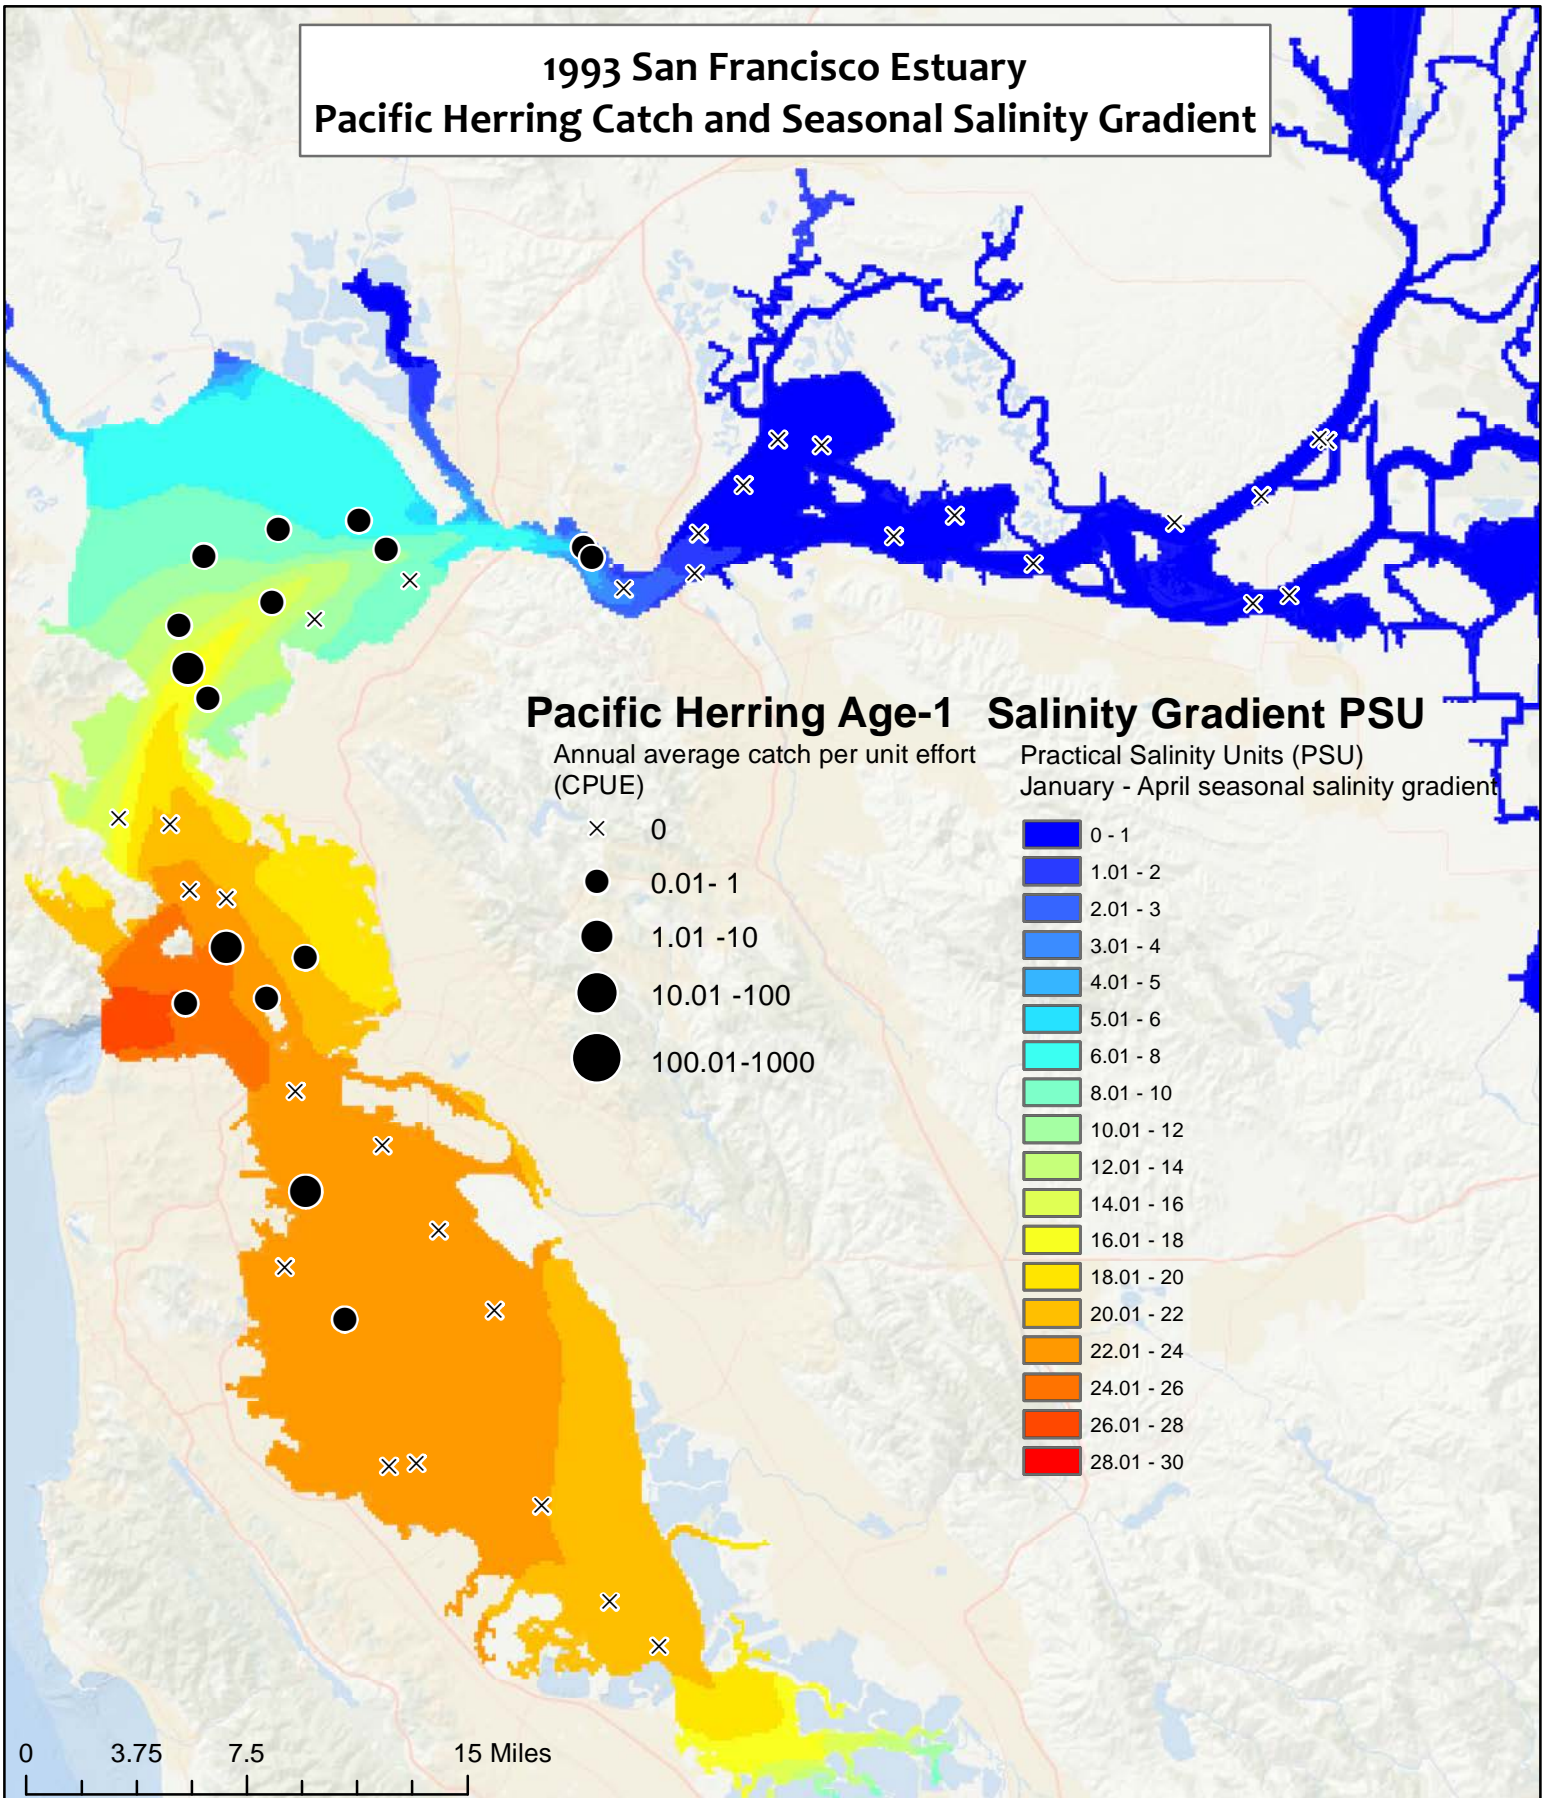 1993 San Francisco Estuary
Pacific Herring Catch and Seasonal Salinity Gradient
Pacific Herring Age-1
Annual average catch per unit effort
(CPUE)
0
0.01- 1
1.01 -10
10.01 -100
100.01-1000
Salinity Gradient PSU
Practical Salinity Units (PSU)
January - April seasonal salinity gradient
0 - 1
1.01 - 2
2.01 - 3
3.01 - 4
4.01 - 5
5.01 - 6
6.01 - 8
8.01 - 10
10.01 - 12
12.01 - 14
14.01 - 16
16.01 - 18
18.01 - 20
20.01 - 22
22.01 - 24
24.01 - 26
26.01 - 28
28.01 - 30
0 3.75 7.5 15 Miles